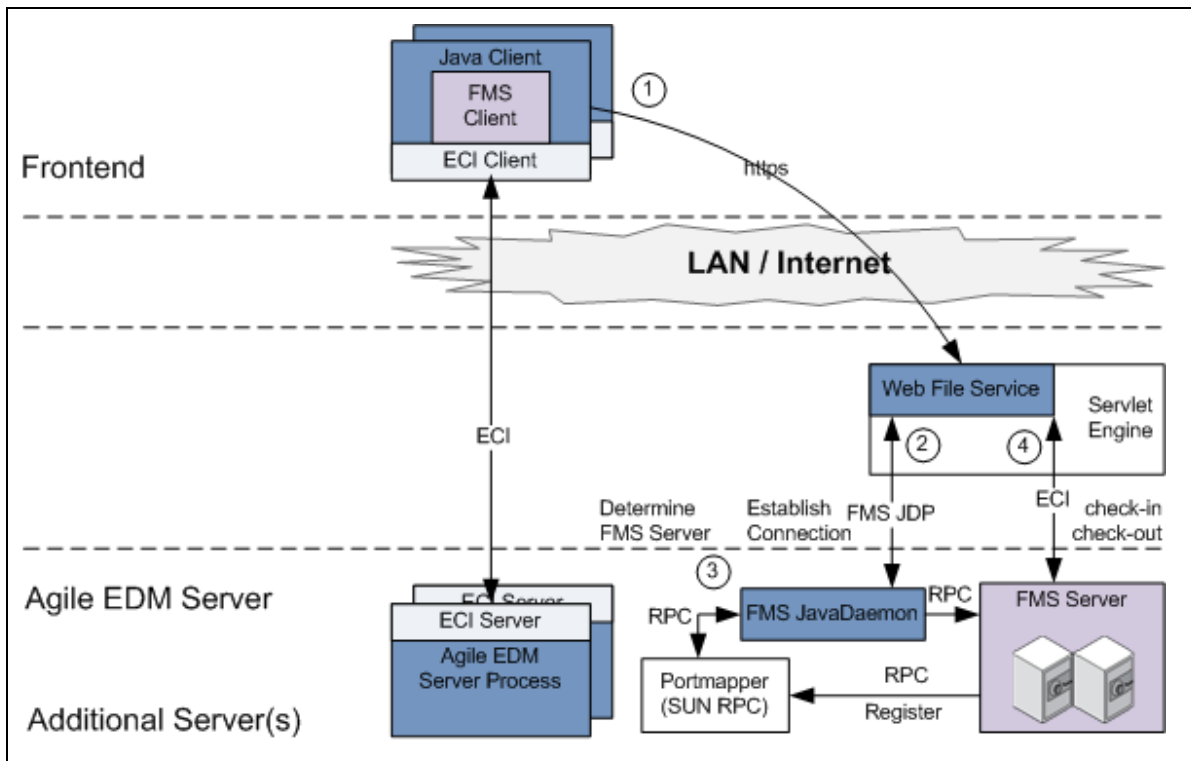 Java Client
FMS
Client
1
ECI Client
Frontend
https
LAN / Internet
Web File Service
Servlet
Engine
ECI
2
4
ECI
Determine
FMS Server
Establish
Connection
FMS JDP
check-in
check-out
3
Agile EDM Server
ECI Server
ECI Server
RPC
FMS JavaDaemon
RPC
FMS Server
Agile EDM
Server Process
Portmapper
(SUN RPC)
RPC
Register
Additional Server(s)